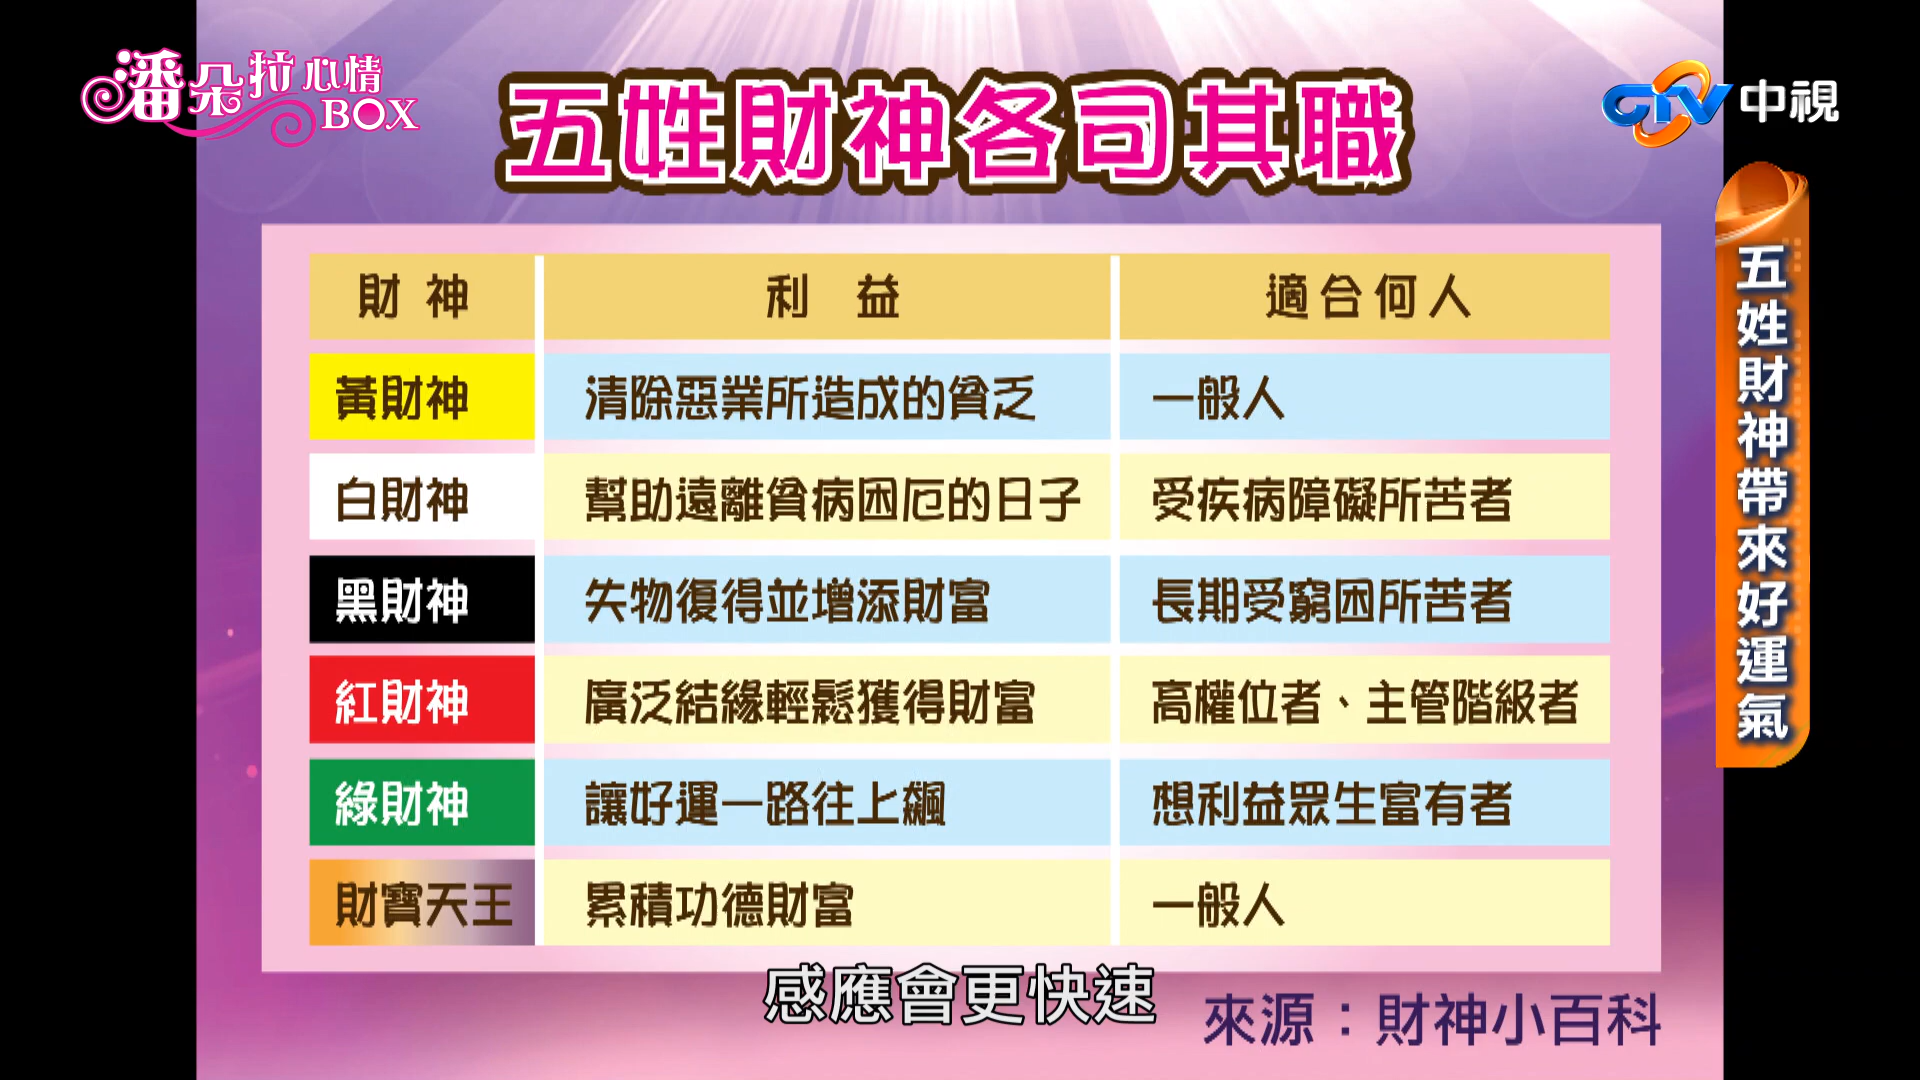 潘朵拉心情BOX
CTV中視
五姓財神各司其職
財神 利益 適合何人
黃財神 清除惡業所造成的貧乏 一般人
白財神 幫助遠離貧病困厄的日子 受疾病障礙所苦者
黑財神 失物復得並增添財富 長期受窮困所苦者
紅財神 廣泛結緣輕鬆獲得財富 高權位者、主管階級者
綠財神 讓好運一路往上飆 想利益眾生富有者
財寶天王 累積功德財富 一般人
感應會更快速
來源：財神小百科
五姓財神帶來好運氣